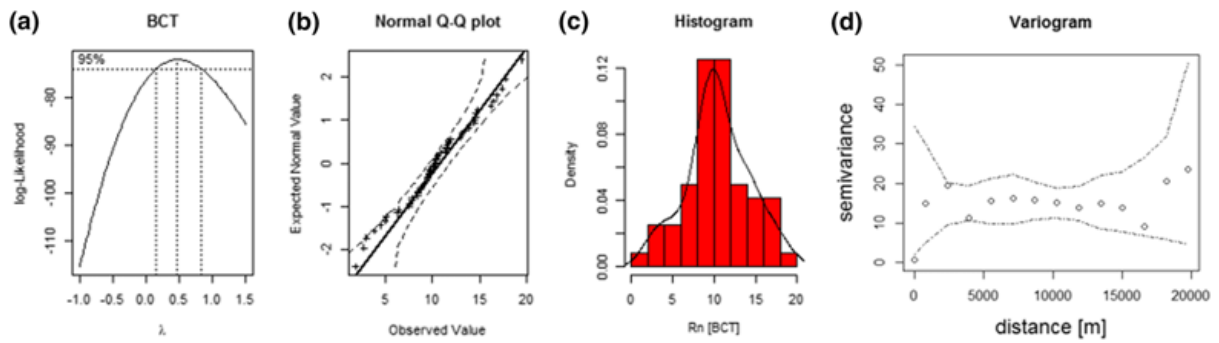 (a)
BCT
95%
log-Likelihood
-80
-90
-100
-110
-1.0 -0.5 0.0 0.5 1.0 1.5
λ
(b)
Normal Q-Q plot
Expected Normal Value
2
1
0
-1
-2
5 10 15 20
Observed Value
(c)
Histogram
Density
0.12
0.08
0.04
0.00
0 5 10 15 20
Rn [BCT]
(d)
Variogram
semivariance
50
40
30
20
10
0
0 5000 10000 15000 20000
distance [m]